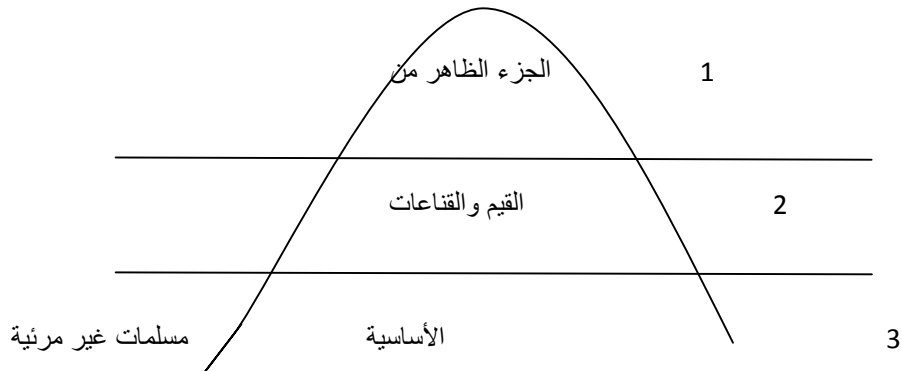 الجزء الظاهر من 1
القيم والقناعات 2
مسلمات غير مرئية الأساسية 3